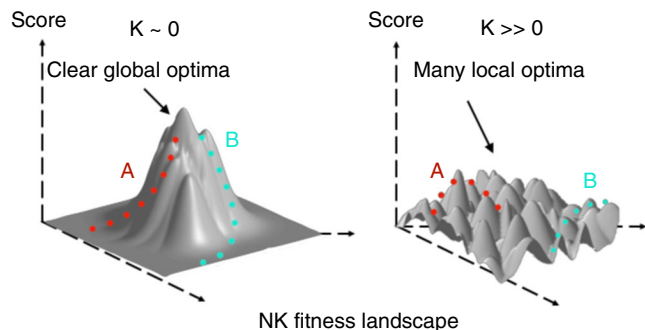 Score
K ~ 0
Clear global optima
A
B
Score
K >> 0
Many local optima
A
B
NK fitness landscape